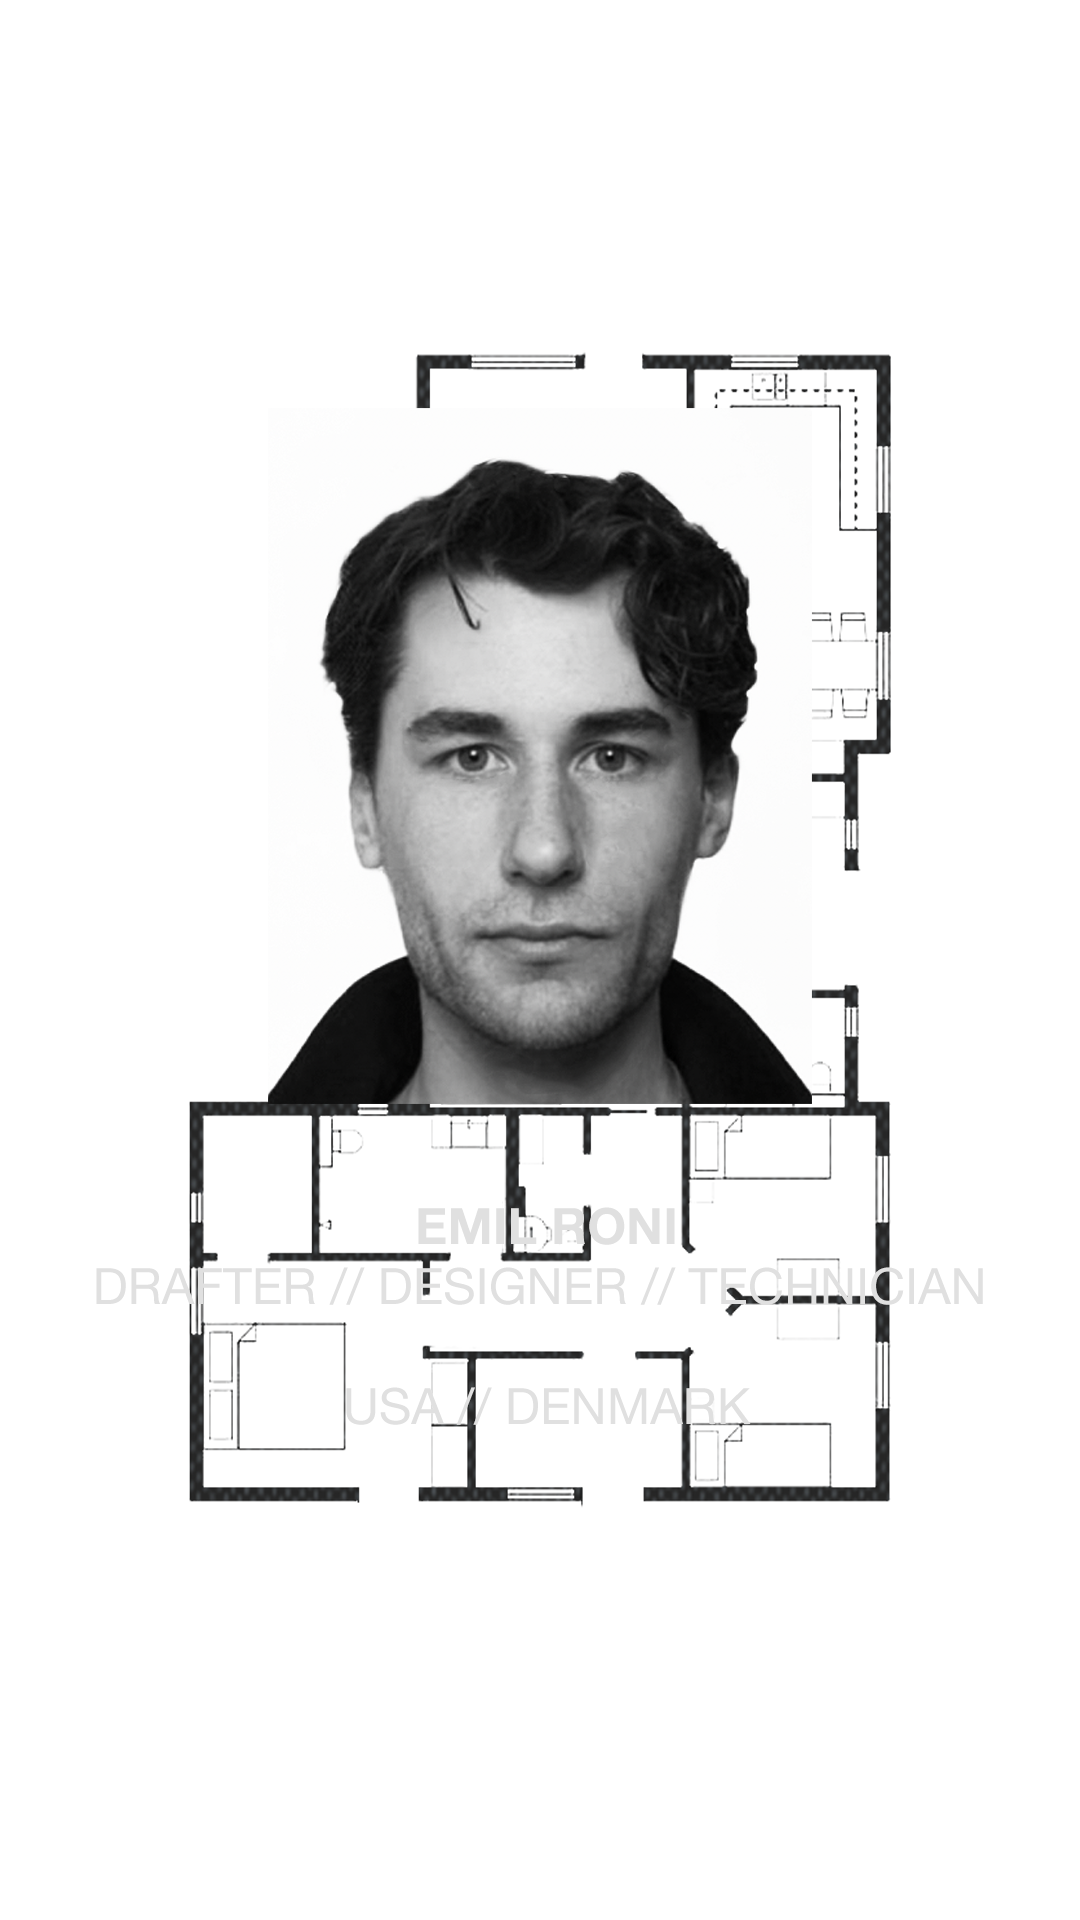 EMIL RONI
DRAFTER // DESIGNER // TECHNICIAN
USA // DENMARK